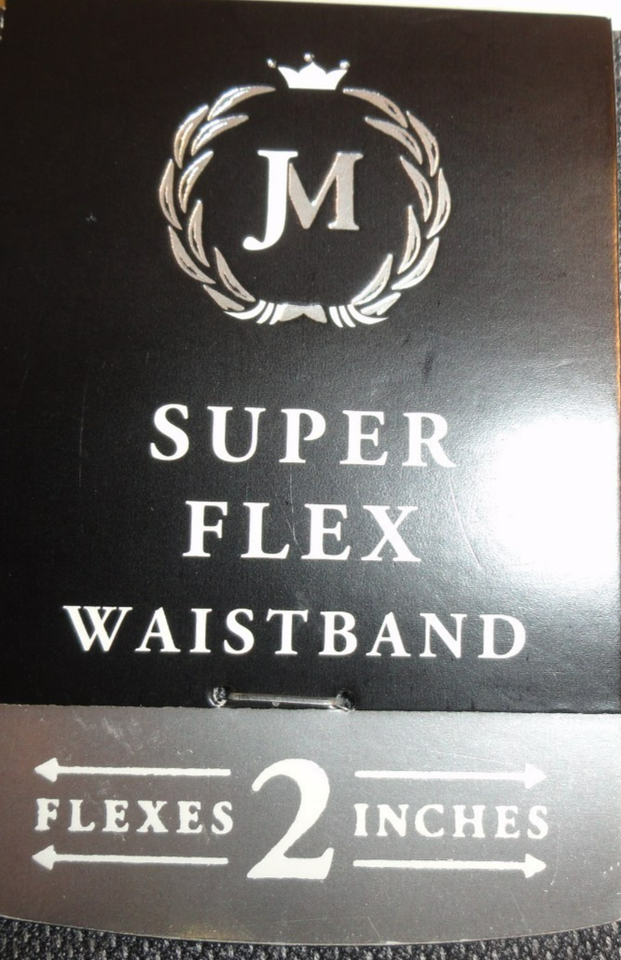 JM
SUPER
FLEX
WAISTBAND
FLEXES 2 INCHES